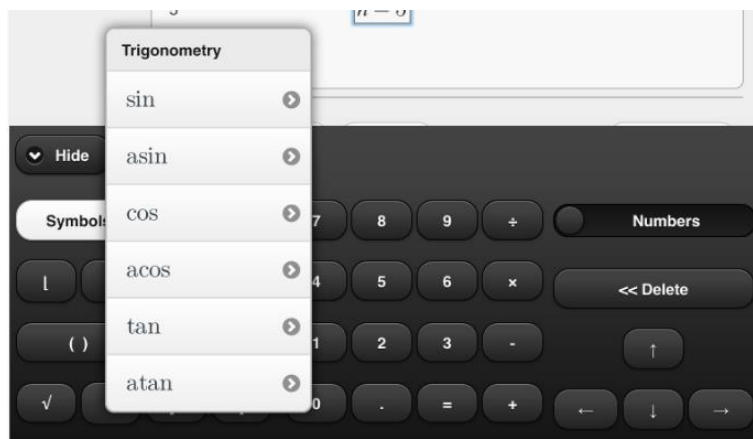 Trigonometry
sin
asin
cos
acos
tan
atan
Hide
Symbols
7 8 9 ÷
Numbers
4 5 6 ×
<< Delete
( )
1 2 3 -
↑
√
0 . = +
← ↓ →